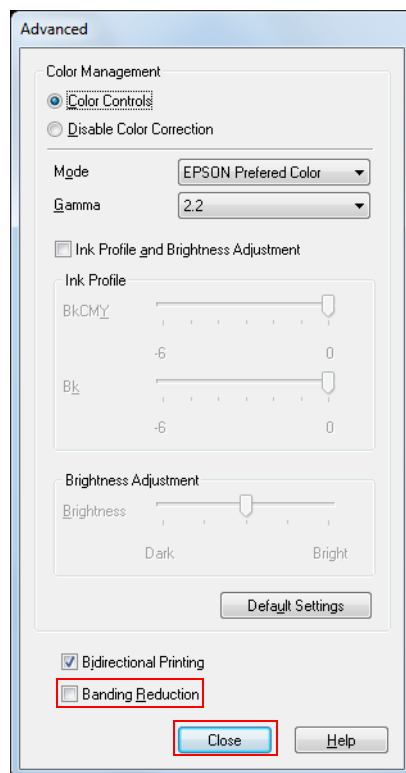 Advanced
Color Management
Color Controls
Disable Color Correction
Mode EPSON Prefered Color
Gamma 2.2
Ink Profile and Brightness Adjustment
Ink Profile
BkCMY
-6 0
Bk
-6 0
Brightness Adjustment
Brightness
Dark Bright
Default Settings
Bidirectional Printing
Banding Reduction
Close Help